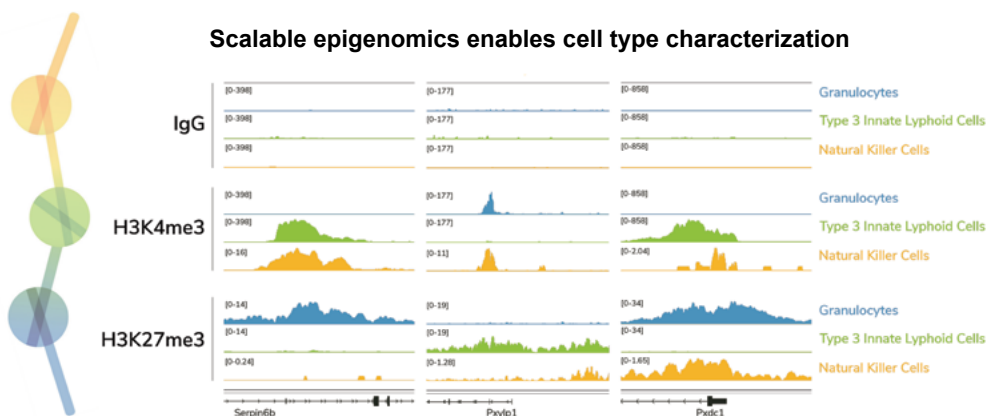 Scalable epigenomics enables cell type characterization
IgG
[0-398] [0-177] [0-858] Granulocytes
[0-398] [0-177] [0-858] Type 3 Innate Lyphoid Cells
[0-398] [0-177] [0-858] Natural Killer Cells
H3K4me3
[0-398] [0-177] [0-858] Granulocytes
[0-398] [0-177] [0-858] Type 3 Innate Lyphoid Cells
[0-16] [0-11] [0-2.04] Natural Killer Cells
H3K27me3
[0-14] [0-19] [0-34] Granulocytes
[0-14] [0-19] [0-34] Type 3 Innate Lyphoid Cells
[0-0.24] [0-1.28] [0-1.65] Natural Killer Cells
Serpin6b Pxylp1 Pxdc1